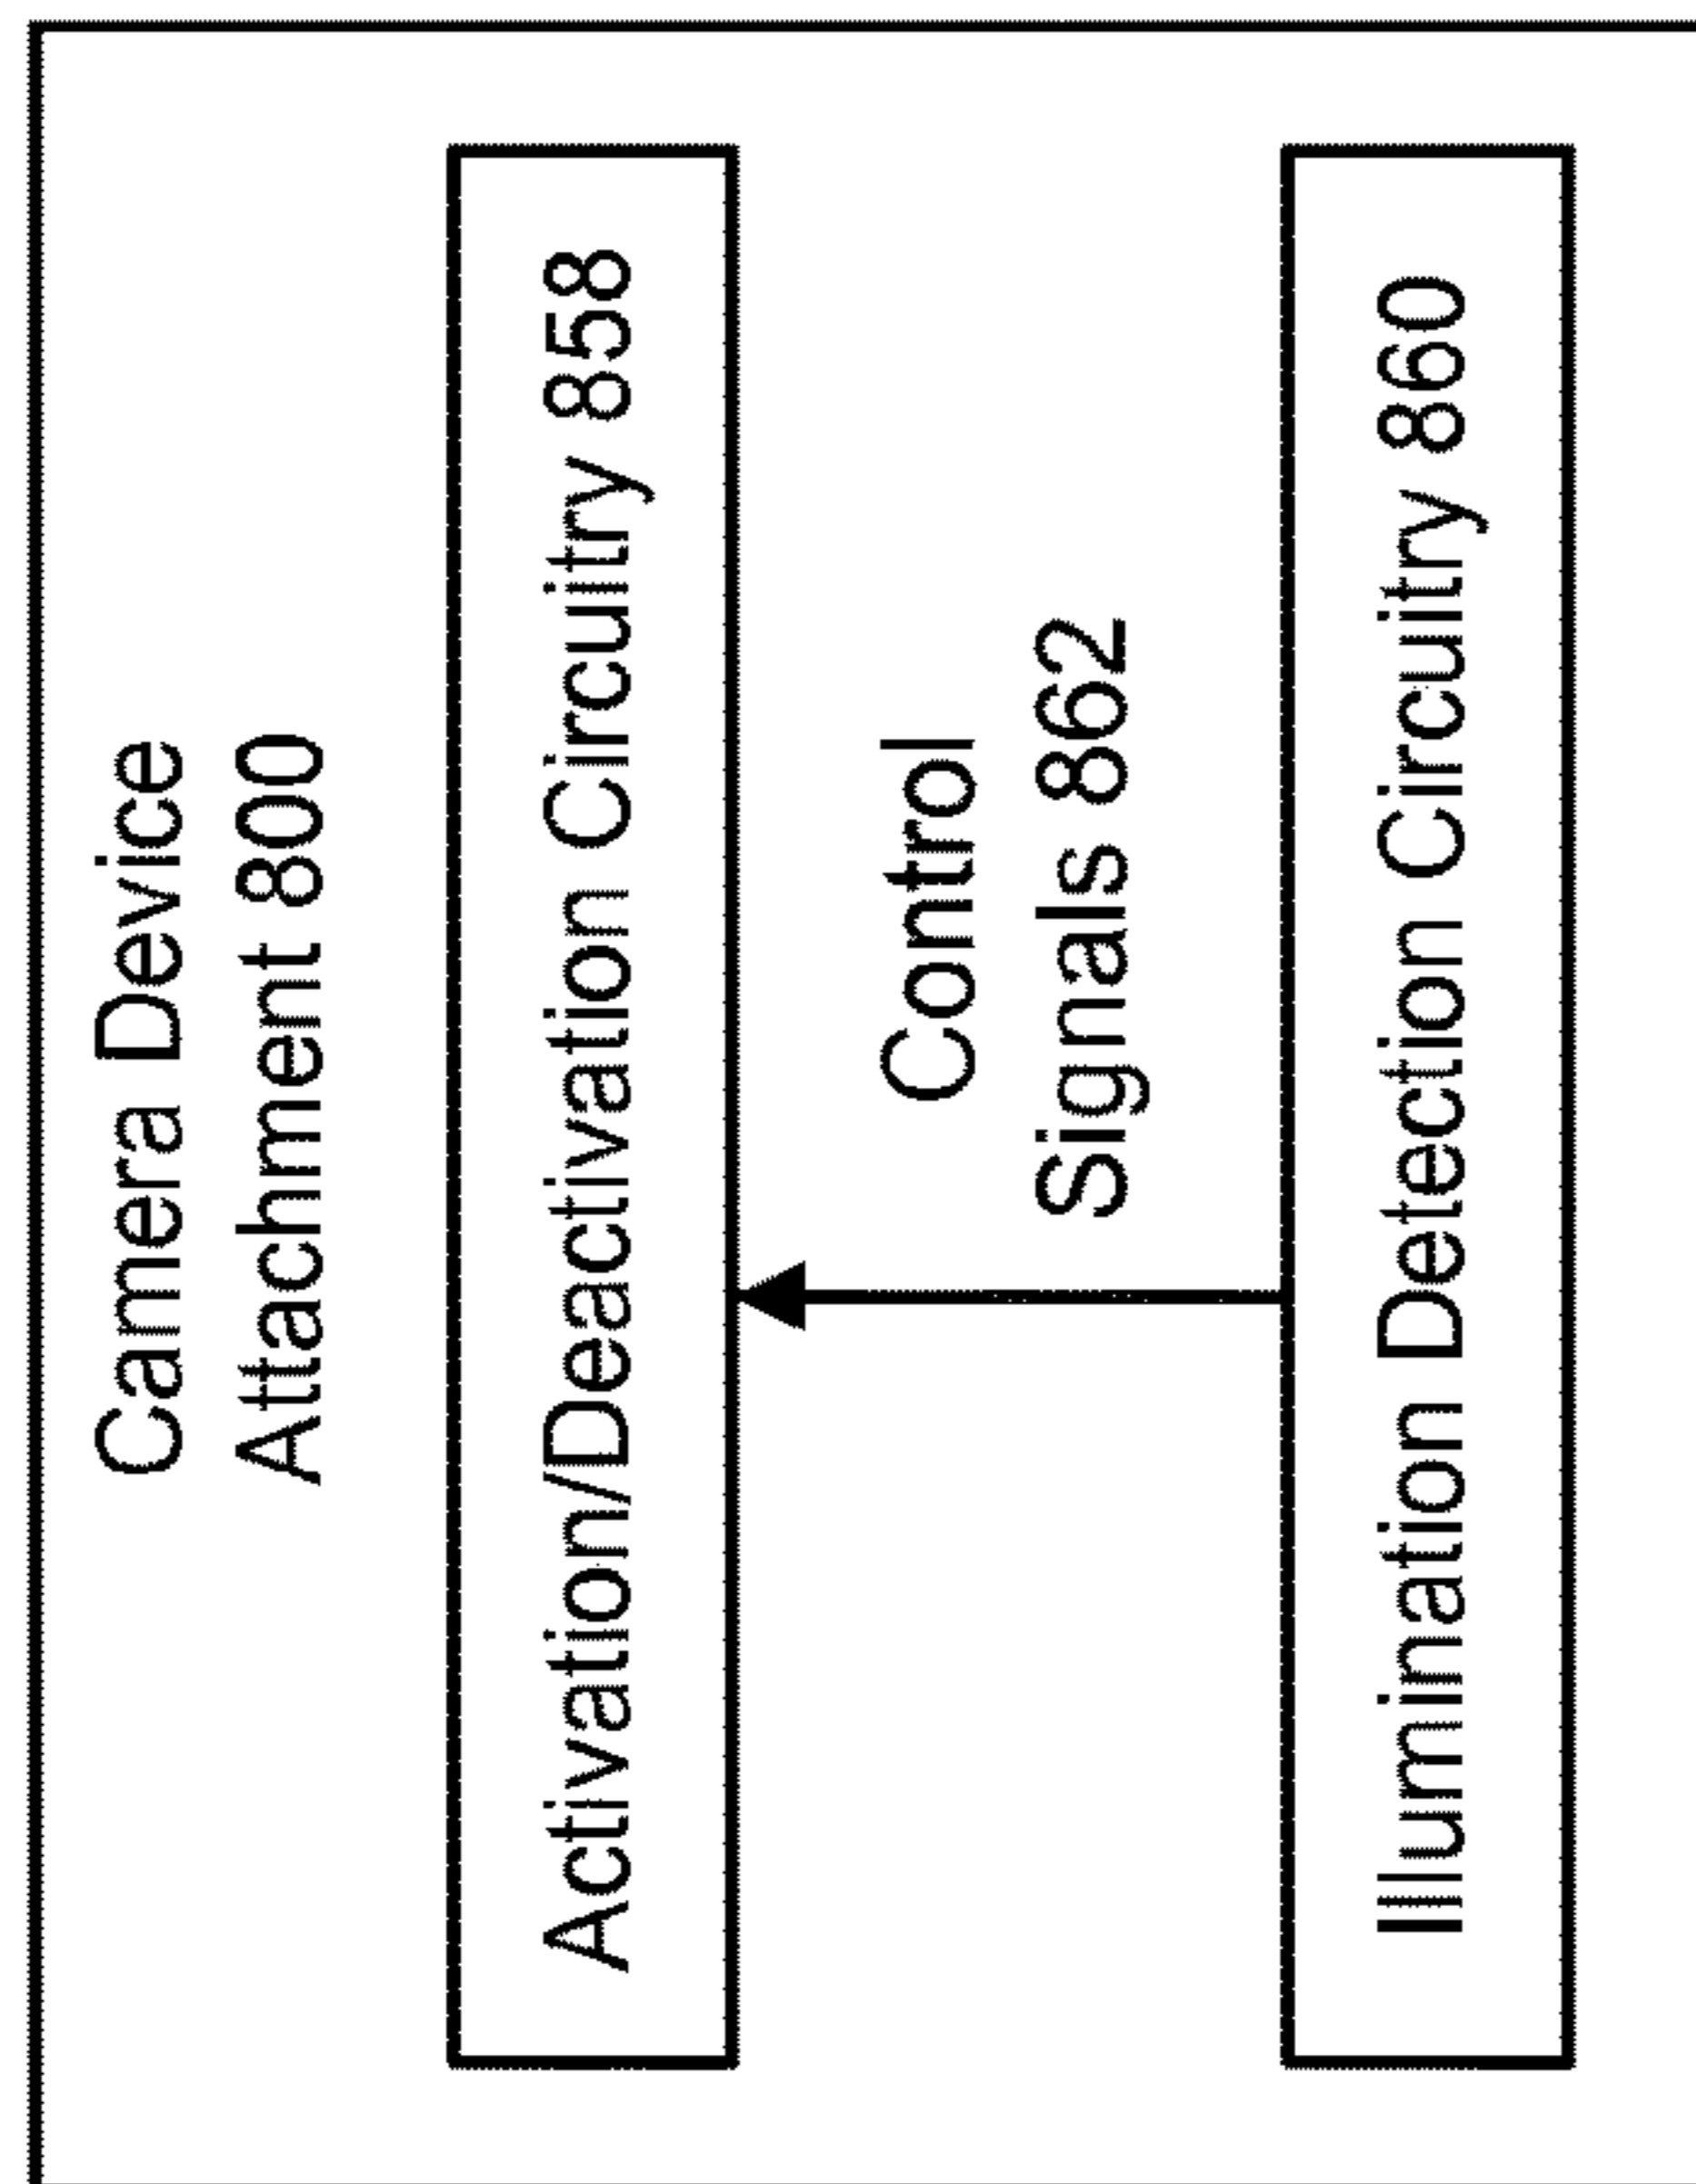 Camera Device
Attachment 800
Activation/Deactivation Circuitry 858
Control
Signals 862
Illumination Detection Circuitry 860